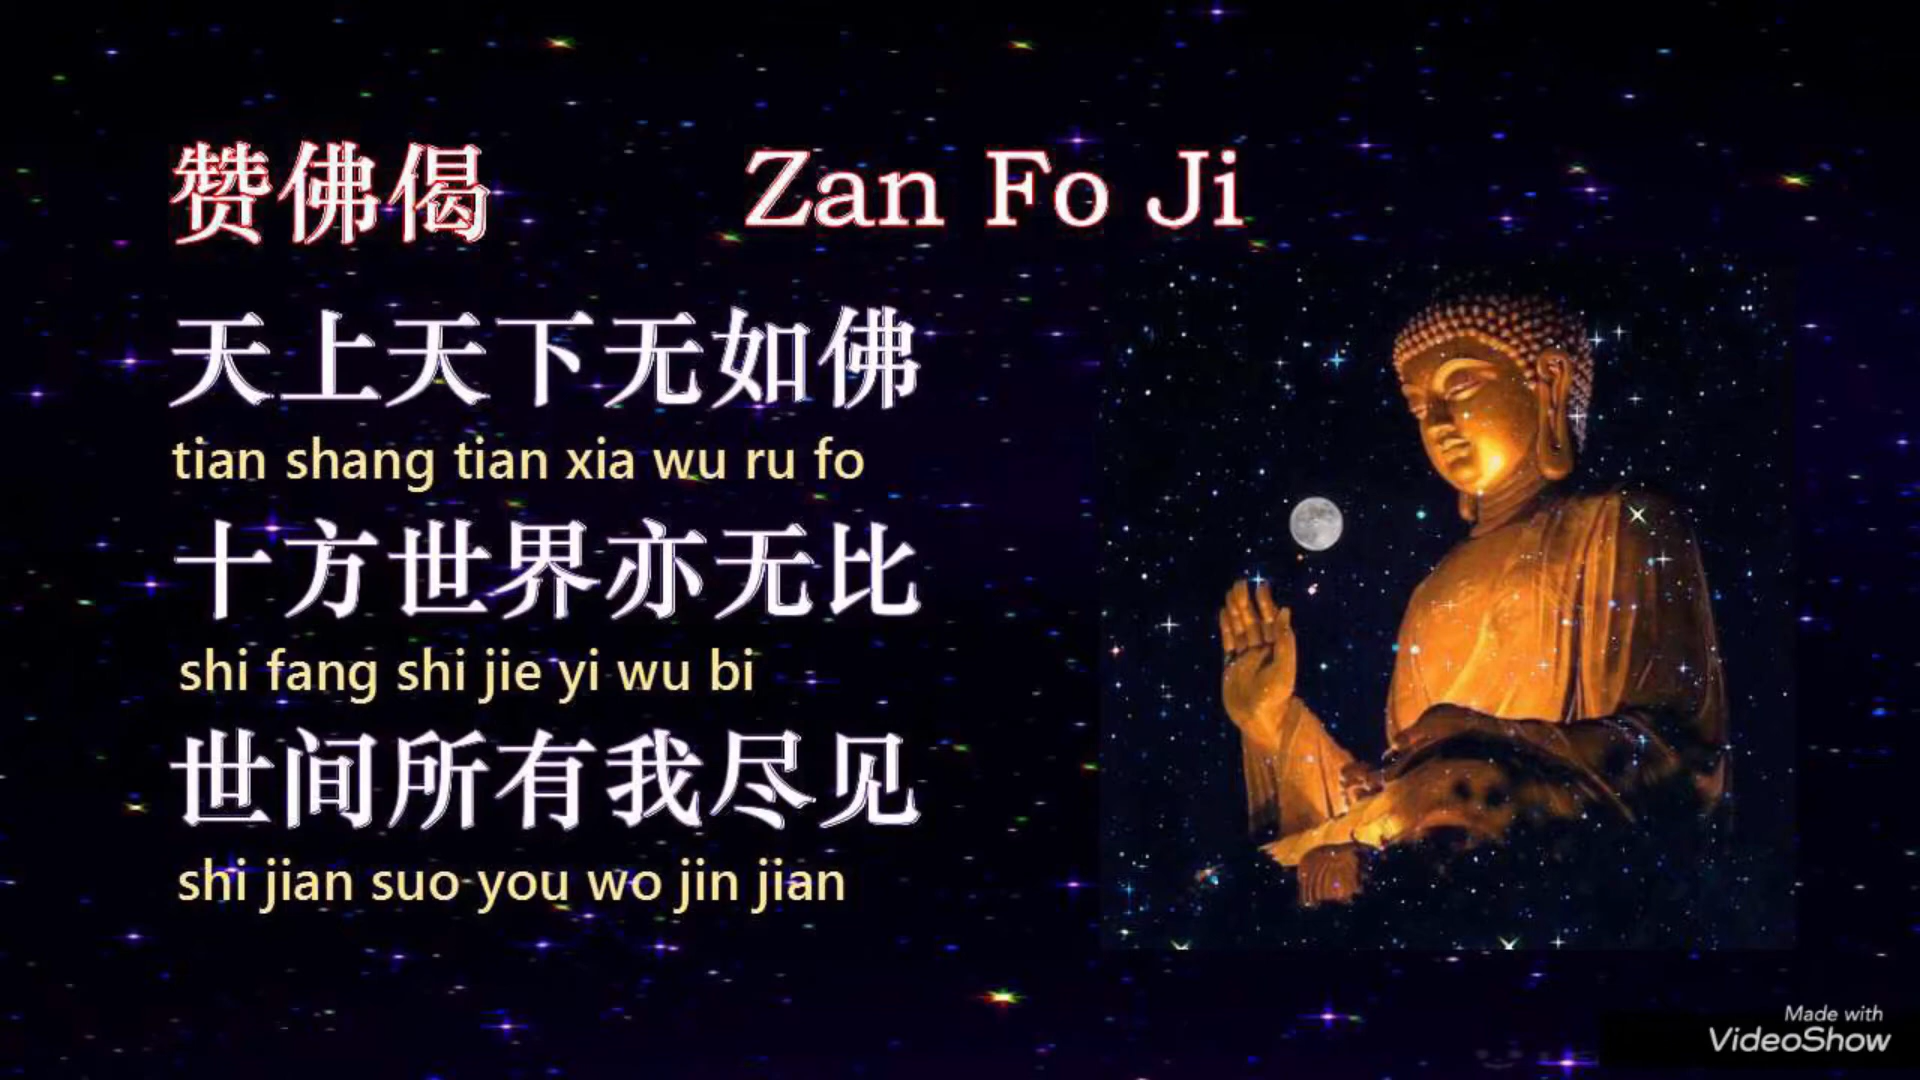 赞佛偈 Zan Fo Ji
天上天下无如佛
tian shang tian xia wu ru fo
十方世界亦无比
shi fang shi jie yi wu bi
世间所有我尽见
shi jian suo you wo jin jian
Made with
VideoShow